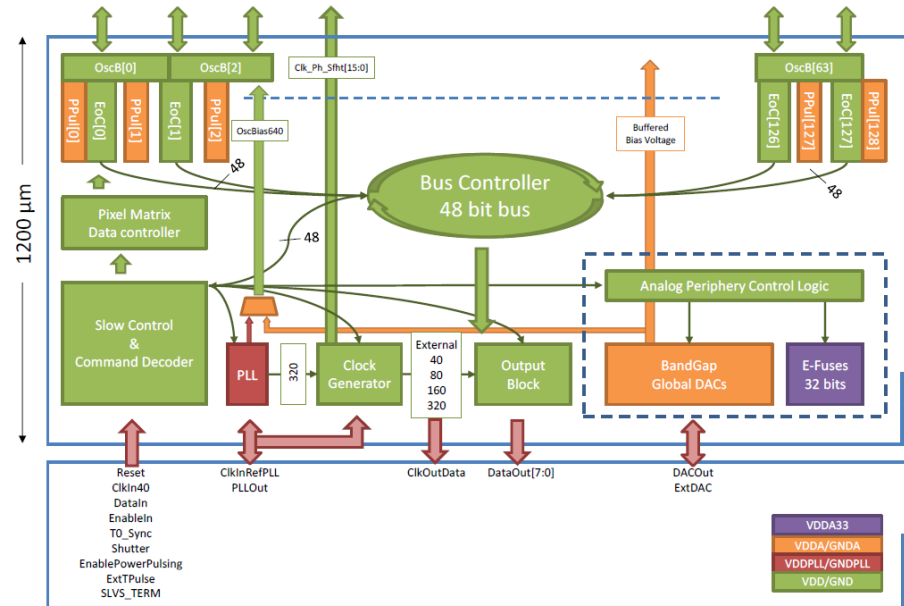 OscB[0]
OscB[2]
Clk_Ph_Sfht[15:0]
OscB[63]
PPul[0]
EoC[0]
PPul[1]
EoC[1]
PPul[2]
EoC[126]
PPul[127]
EoC[127]
PPul[128]
OscBias640
Buffered
Bias Voltage
48
48
48
Bus Controller
48 bit bus
1200 µm
Pixel Matrix
Data controller
Analog Periphery Control Logic
Slow Control
&
Command Decoder
PLL
320
Clock
Generator
External
40
80
160
320
Output
Block
BandGap
Global DACs
E-Fuses
32 bits
Reset
ClkIn40
DataIn
EnableIn
T0_Sync
Shutter
EnablePowerPulsing
ExtTPulse
SLVS_TERM
ClkInRefPLL
PLLOut
ClkOutData
DataOut[7:0]
DACOut
ExtDAC
VDDA33
VDDA/GNDA
VDDPLL/GNDPLL
VDD/GND